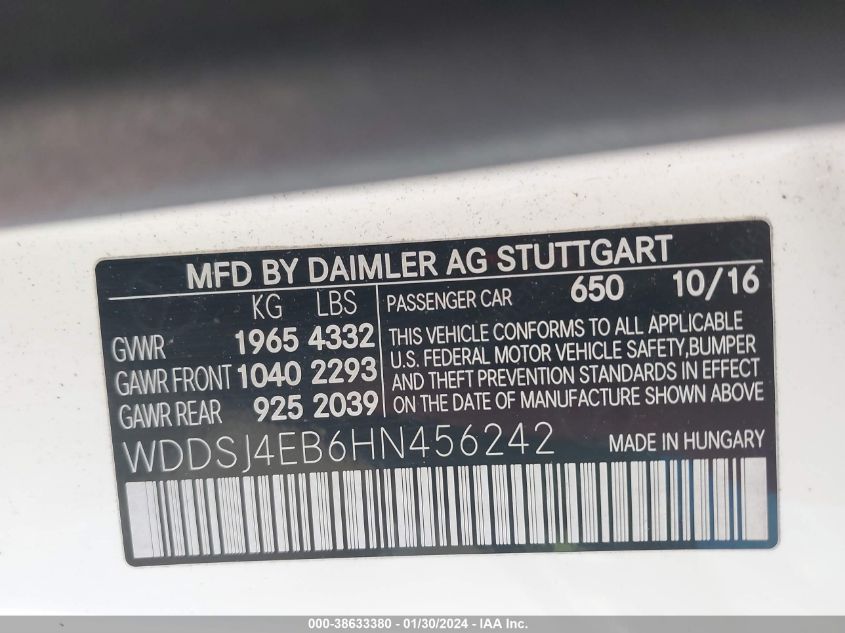 MFD BY DAIMLER AG STUTTGART
KG LBS
GVWR 1965 4332
GAWR FRONT 1040 2293
GAWR REAR 925 2039
PASSENGER CAR 650 10/16
THIS VEHICLE CONFORMS TO ALL APPLICABLE
U.S. FEDERAL MOTOR VEHICLE SAFETY,BUMPER
AND THEFT PREVENTION STANDARDS IN EFFECT
ON THE DATE OF MANUFACTURE SHOWN ABOVE
WDDSJ4EB6HN456242 MADE IN HUNGARY
000-38633380 - 01/30/2024 - IAA Inc.